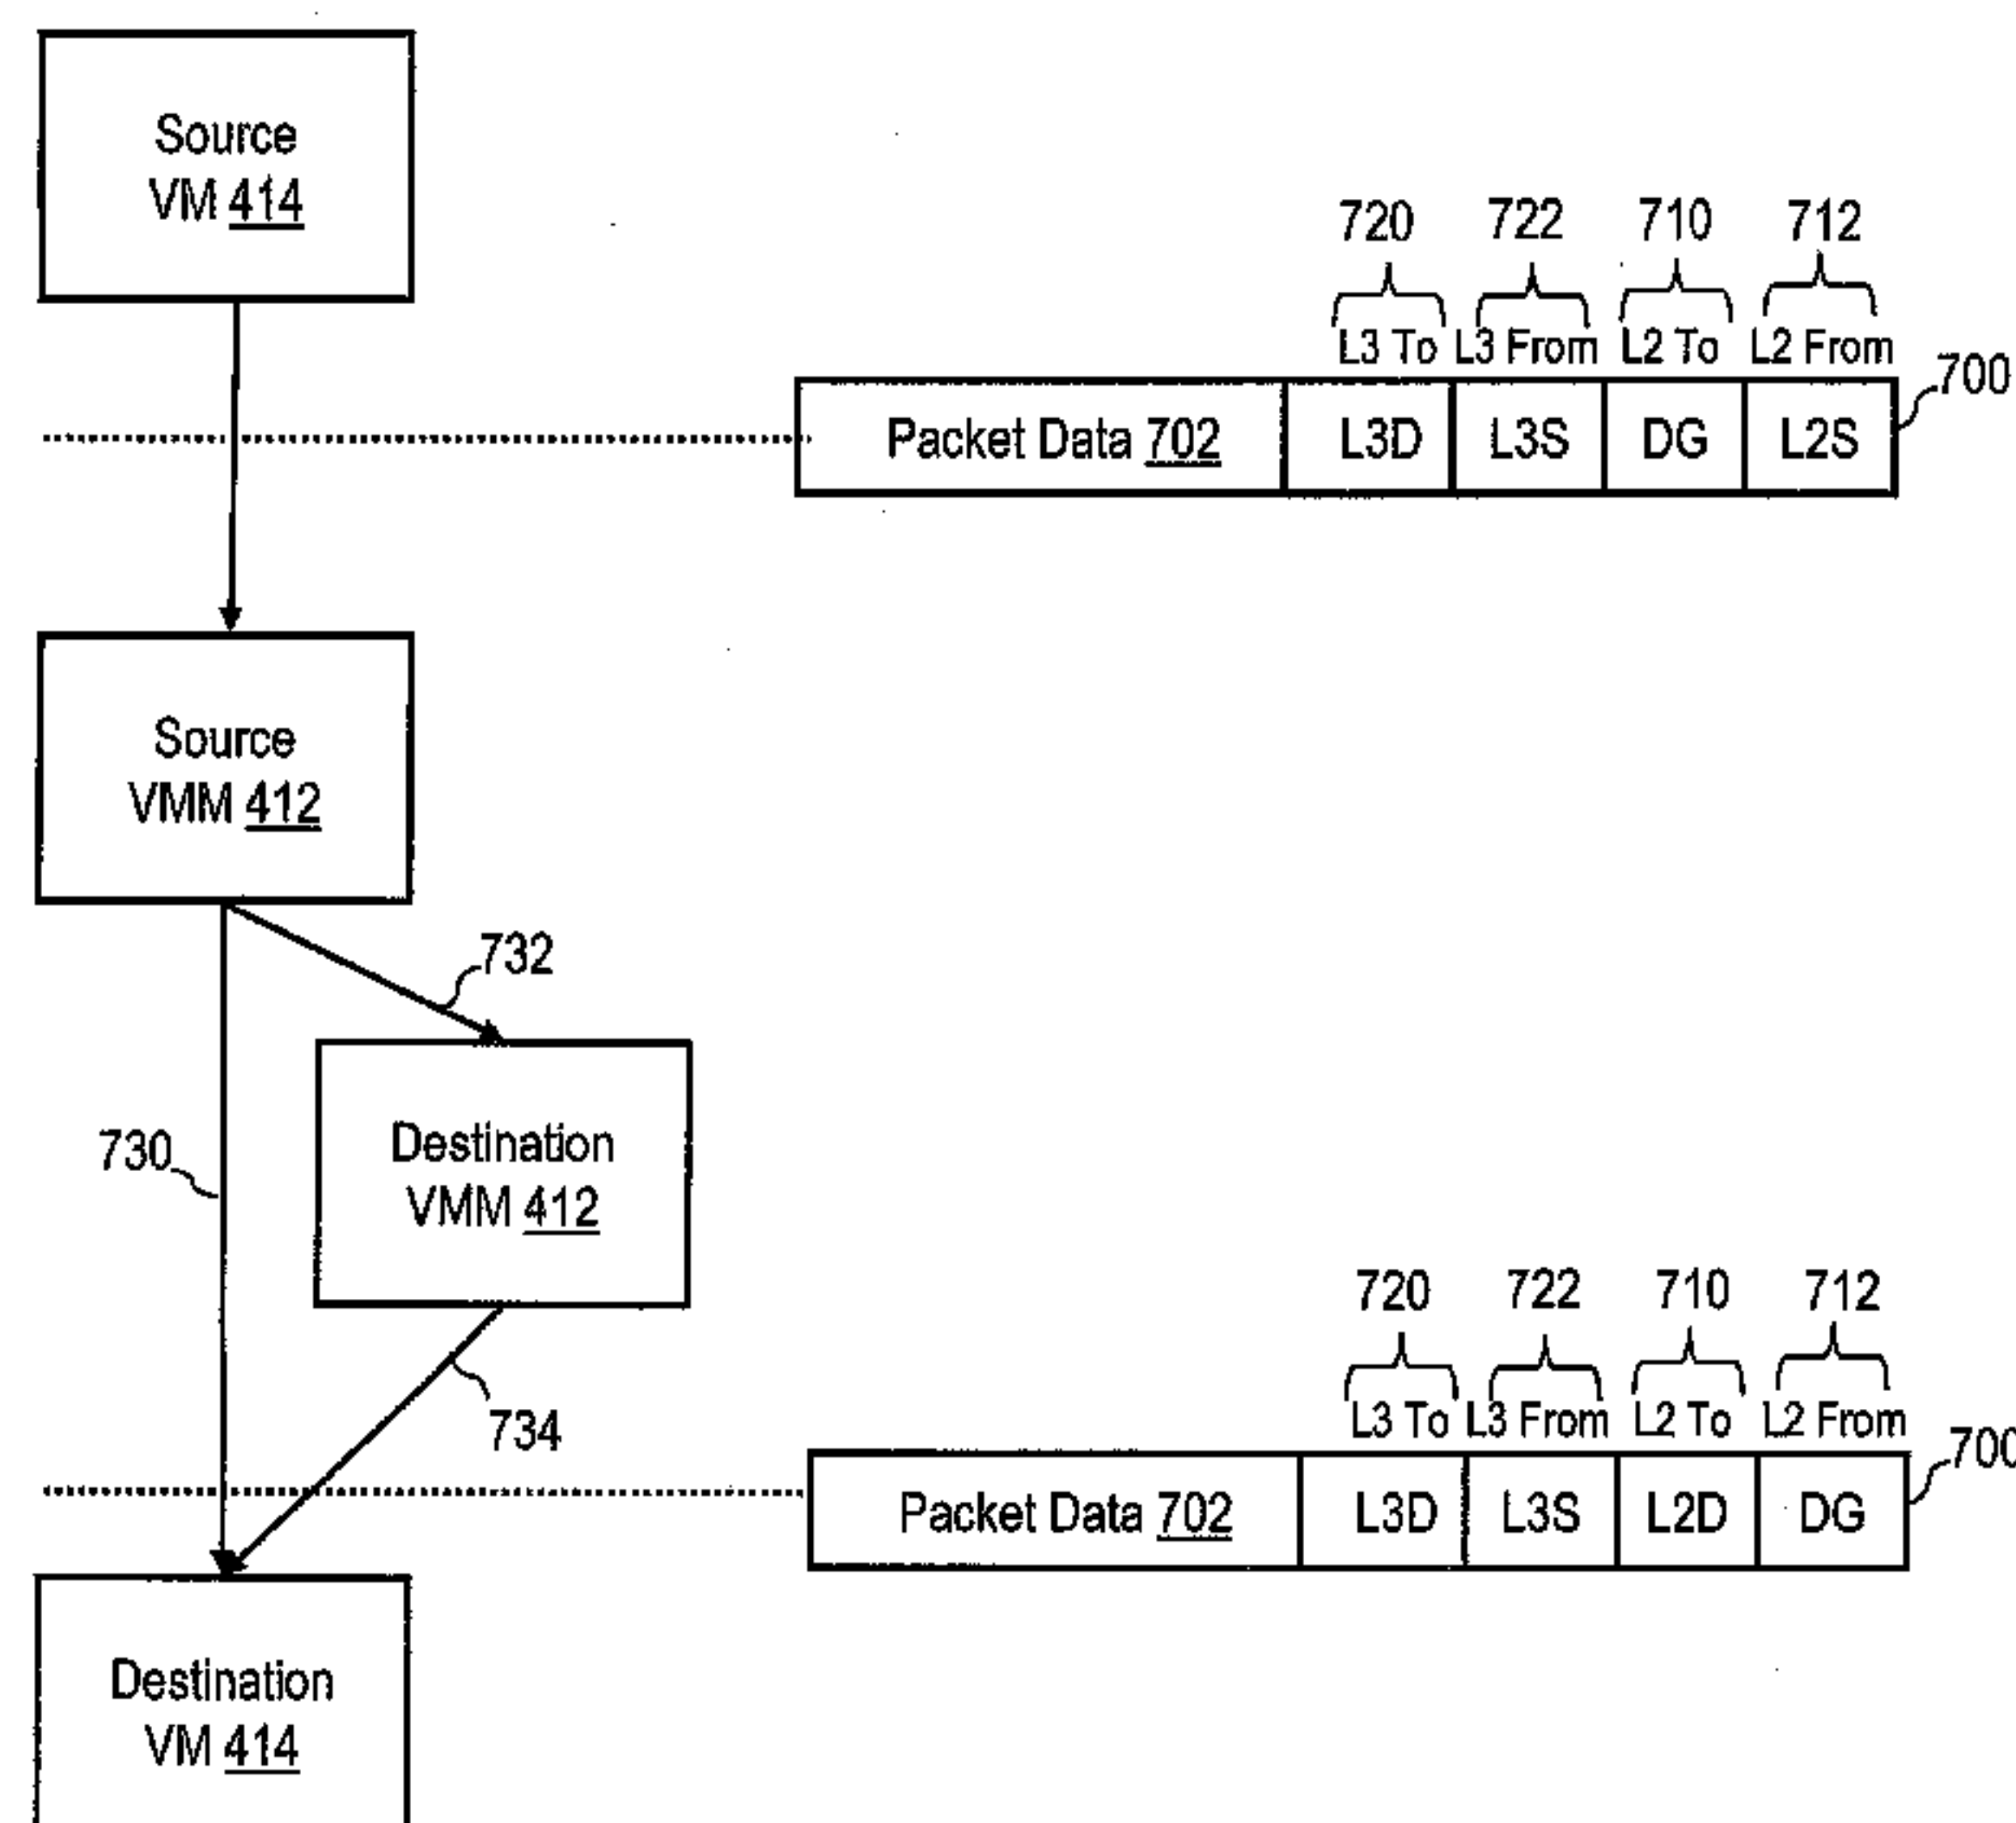 Source
VM 414
720 722 710 712
L3 To L3 From L2 To L2 From
700
Packet Data 702 L3D L3S DG L2S
Source
VMM 412
732
730
Destination
VMM 412
734
720 722 710 712
L3 To L3 From L2 To L2 From
700
Packet Data 702 L3D L3S L2D DG
Destination
VM 414